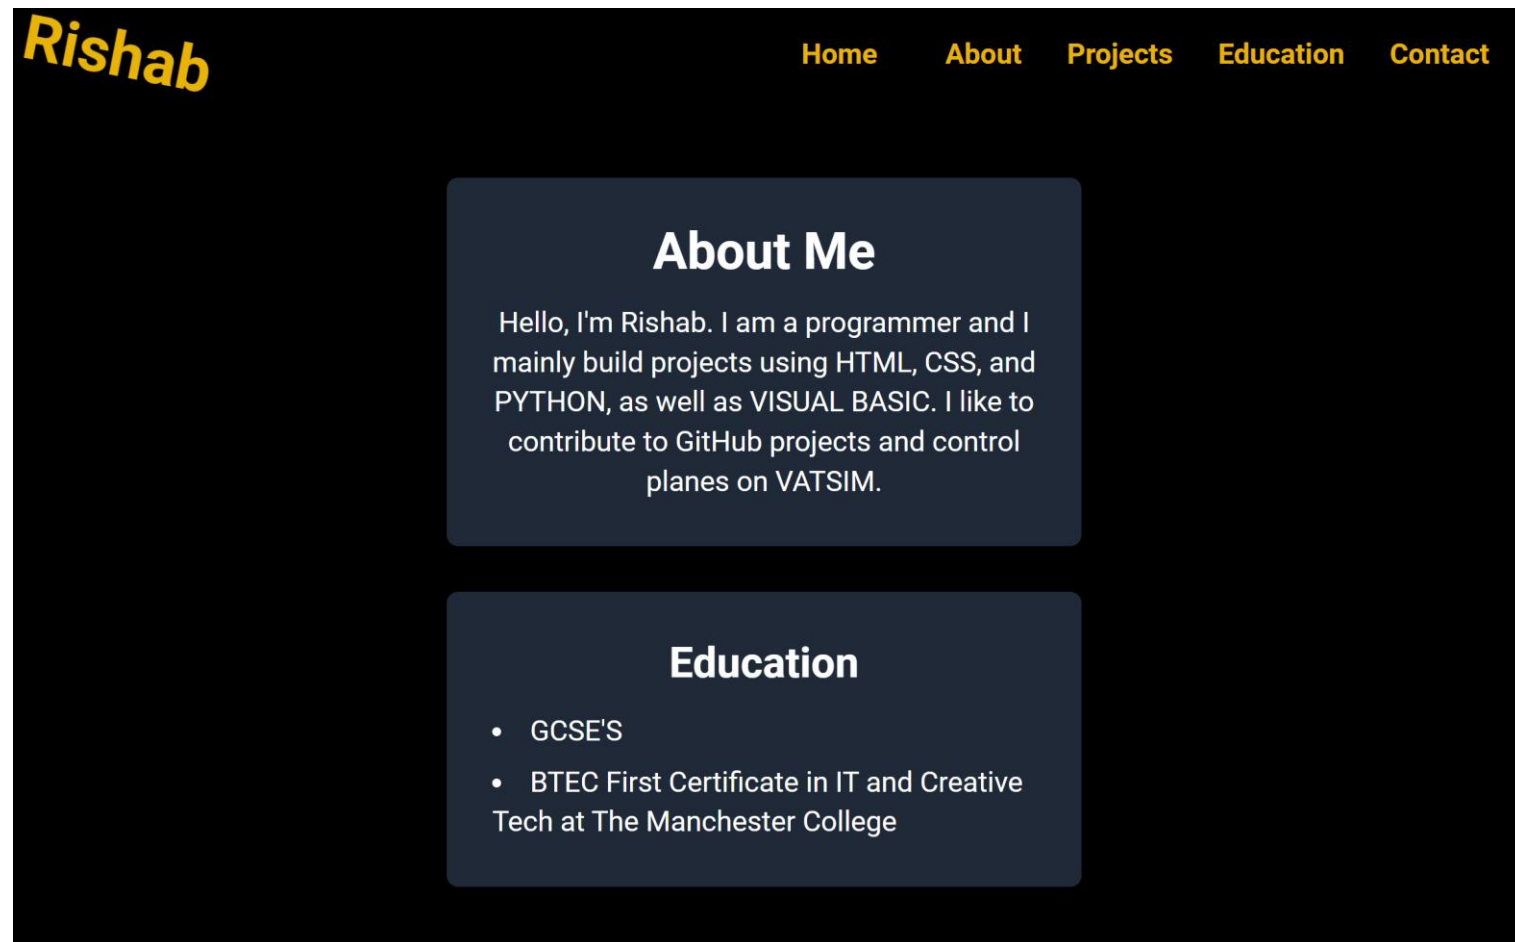 Rishab
Home About Projects Education Contact
About Me
Hello, I'm Rishab. I am a programmer and I
mainly build projects using HTML, CSS, and
PYTHON, as well as VISUAL BASIC. I like to
contribute to GitHub projects and control
planes on VATSIM.
Education
• GCSE'S
• BTEC First Certificate in IT and Creative
Tech at The Manchester College